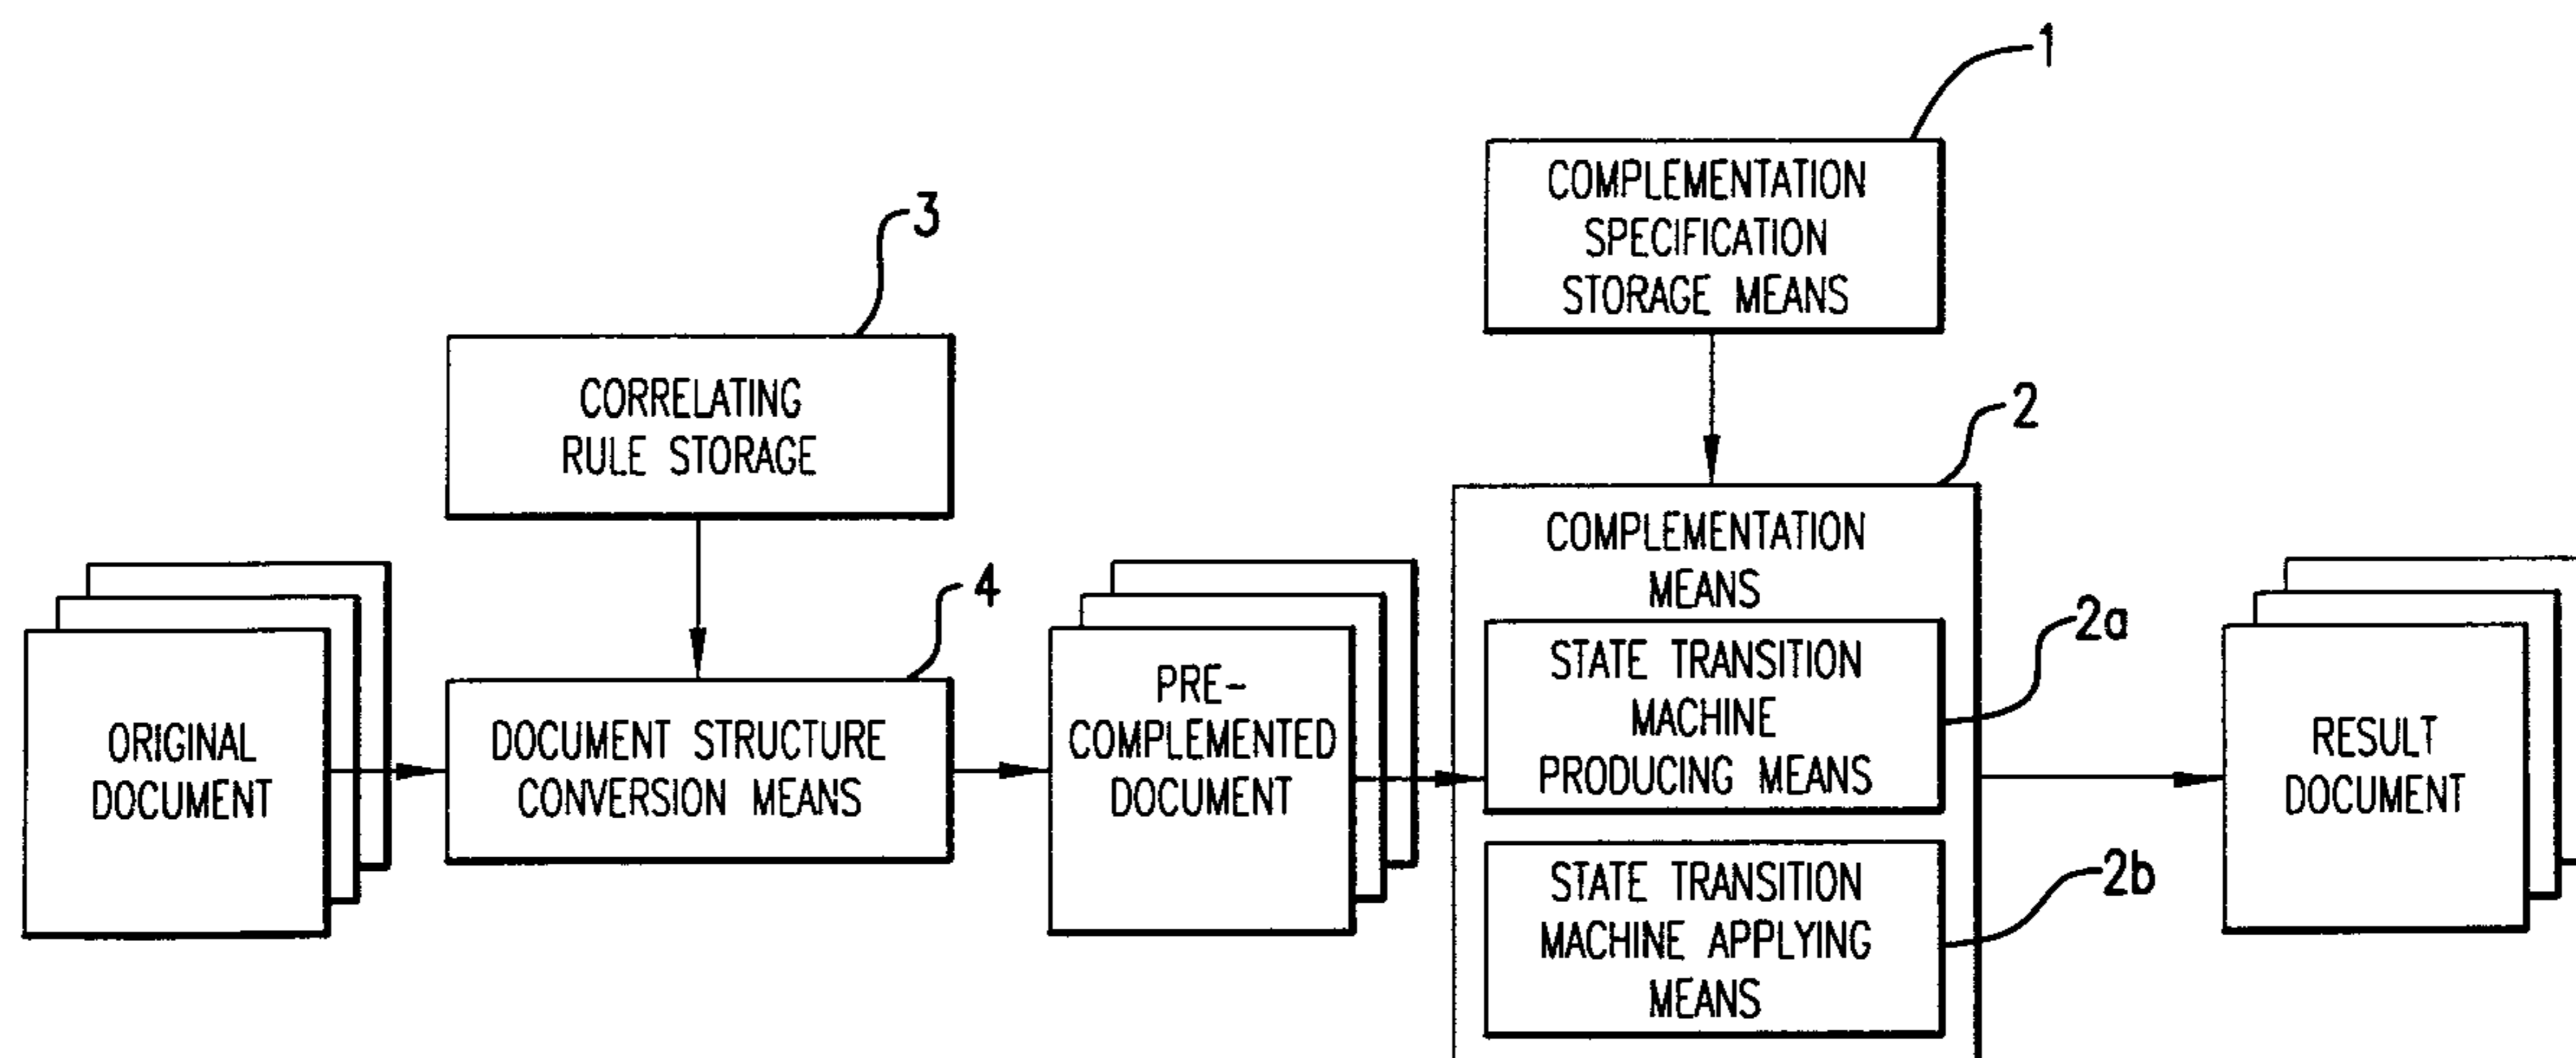 1
COMPLEMENTATION
SPECIFICATION
STORAGE MEANS
3
CORRELATING
RULE STORAGE
2
COMPLEMENTATION
MEANS
4
2a
STATE TRANSITION
MACHINE
PRODUCING MEANS
ORIGINAL
DOCUMENT
DOCUMENT STRUCTURE
CONVERSION MEANS
PRE-
COMPLEMENTED
DOCUMENT
RESULT
DOCUMENT
2b
STATE TRANSITION
MACHINE APPLYING
MEANS